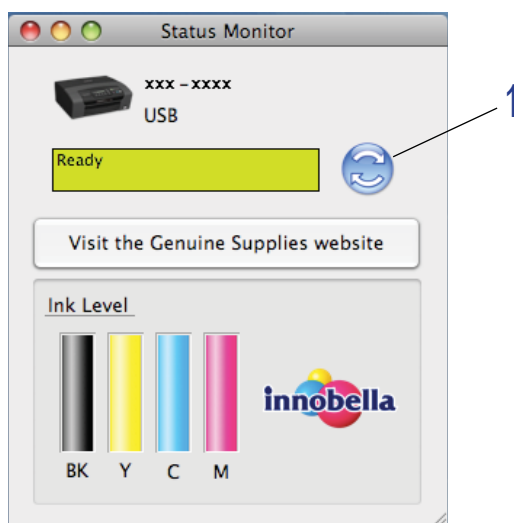 Status Monitor
xxx – xxxx
USB
1
Ready
Visit the Genuine Supplies website
Ink Level
innobella
BK Y C M